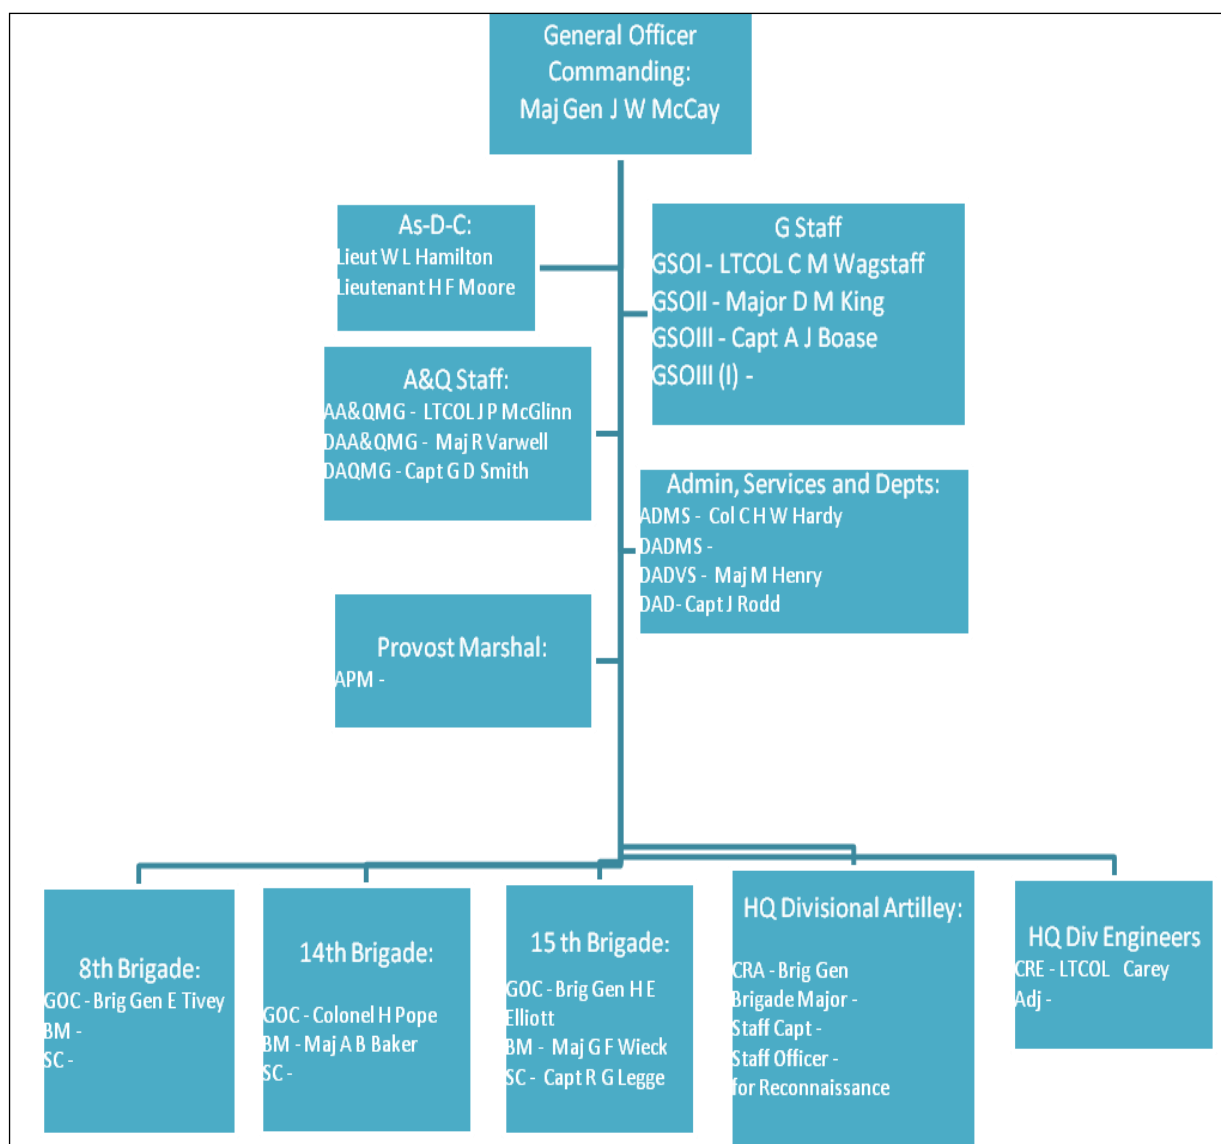 General Officer
Commanding:
Maj Gen J W McCay
As-D-C:
Lieut W L Hamilton
Lieutenant H F Moore
G Staff
GSOI - LTCOL C M Wagstaff
GSOII - Major D M King
GSOIII - Capt A J Boase
GSOIII (I) -
A&Q Staff:
AA&QMG - LTCOL J P McGlinn
DAA&QMG - Maj R Varwell
DAQMG - Capt G D Smith
Admin, Services and Depts:
ADMS - Col C H W Hardy
DADMS -
DADVS - Maj M Henry
DAD- Capt J Rodd
Provost Marshal:
APM -
8th Brigade:
GOC - Brig Gen E Tivey
BM -
SC -
14th Brigade:
GOC - Colonel H Pope
BM - Maj A B Baker
SC -
15 th Brigade:
GOC - Brig Gen H E
Elliott
BM - Maj G F Wieck
SC - Capt R G Legge
HQ Divisional Artilley:
CRA - Brig Gen
Brigade Major -
Staff Capt -
Staff Officer -
for Reconnaissance
HQ Div Engineers
CRE - LTCOL Carey
Adj -